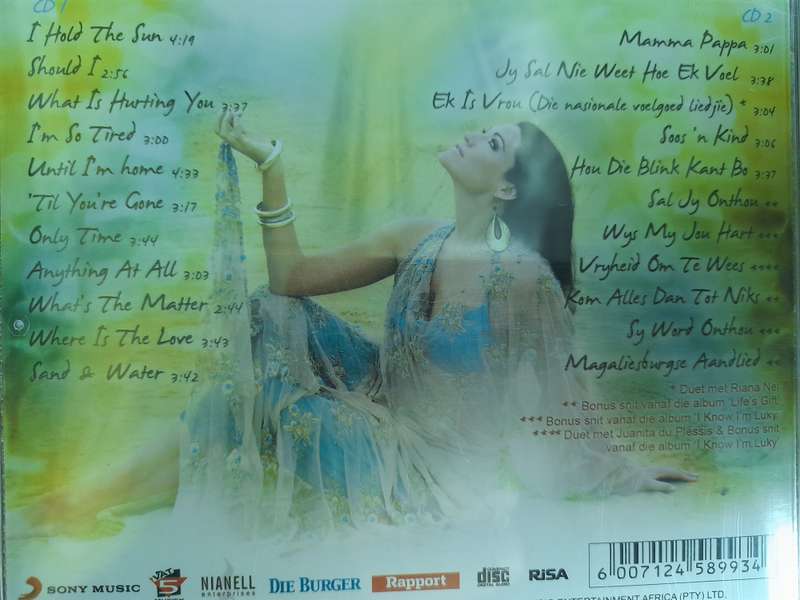 CD 1
I Hold The Sun 4:19
Should I 2:56
What Is Hurting You 3:37
I'm So Tired 3:00
Until I'm home 4:33
'Til You're Gone 3:17
Only Time 3:44
Anything At All 3:03
What's The Matter 2:44
Where Is The Love 3:43
Sand & Water 3:42
CD 2
Mamma Pappa 3:01
Jy Sal Nie Weet Hoe Ek Voel 3:38
Ek Is Vrou (Die nasionale voelgoed liedjie) * 3:04
Soos 'n Kind 3:06
Hou Die Blink Kant Bo 3:37
Sal Jy Onthou **
Wys My Jou Hart ***
Vryheid Om Te Wees ****
Kom Alles Dan Tot Niks **
Sy Word Onthou ***
Magaliesburgse Aandlied **
* Duet met Riana Nel
** Bonus snit vanaf die album 'Life's Gift'
*** Bonus snit vanaf die album 'I Know I'm Luky'
**** Duet met Juanita du Plessis & Bonus snit
vanaf die album 'I Know I'm Luky'
SONY MUSIC
5
NIANELL
enterprises
DIE BURGER
Rapport
COMPACT
disc
DIGITAL AUDIO
RiSA
6 007124 589934
ENTERTAINMENT AFRICA (PTY) LTD.